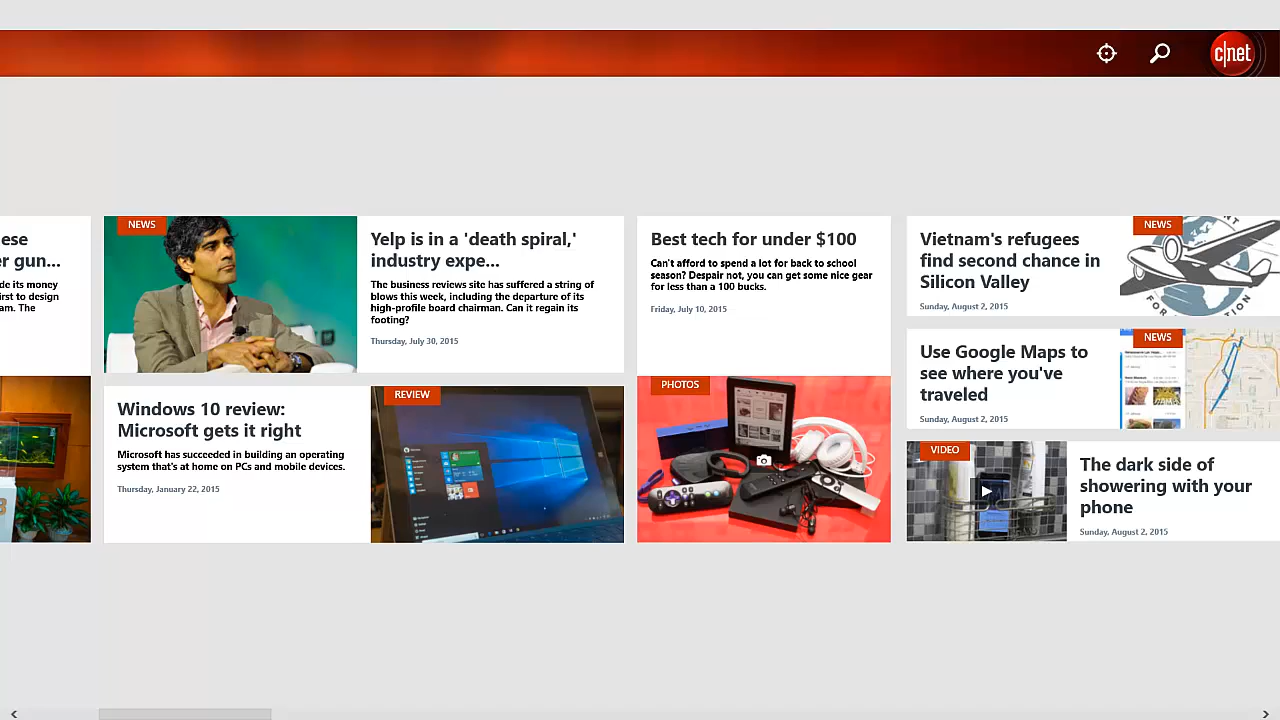 c|net
ese
er gun...
de its money
irst to design
am. The
NEWS
Yelp is in a 'death spiral,'
industry expe...
The business reviews site has suffered a string of
blows this week, including the departure of its
high-profile board chairman. Can it regain its
footing?
Thursday, July 30, 2015
Windows 10 review:
Microsoft gets it right
Microsoft has succeeded in building an operating
system that's at home on PCs and mobile devices.
Thursday, January 22, 2015
REVIEW
Best tech for under $100
Can't afford to spend a lot for back to school
season? Despair not, you can get some nice gear
for less than a 100 bucks.
Friday, July 10, 2015
PHOTOS
Vietnam's refugees
find second chance in
Silicon Valley
Sunday, August 2, 2015
NEWS
Use Google Maps to
see where you've
traveled
Sunday, August 2, 2015
NEWS
VIDEO
The dark side of
showering with your
phone
Sunday, August 2, 2015